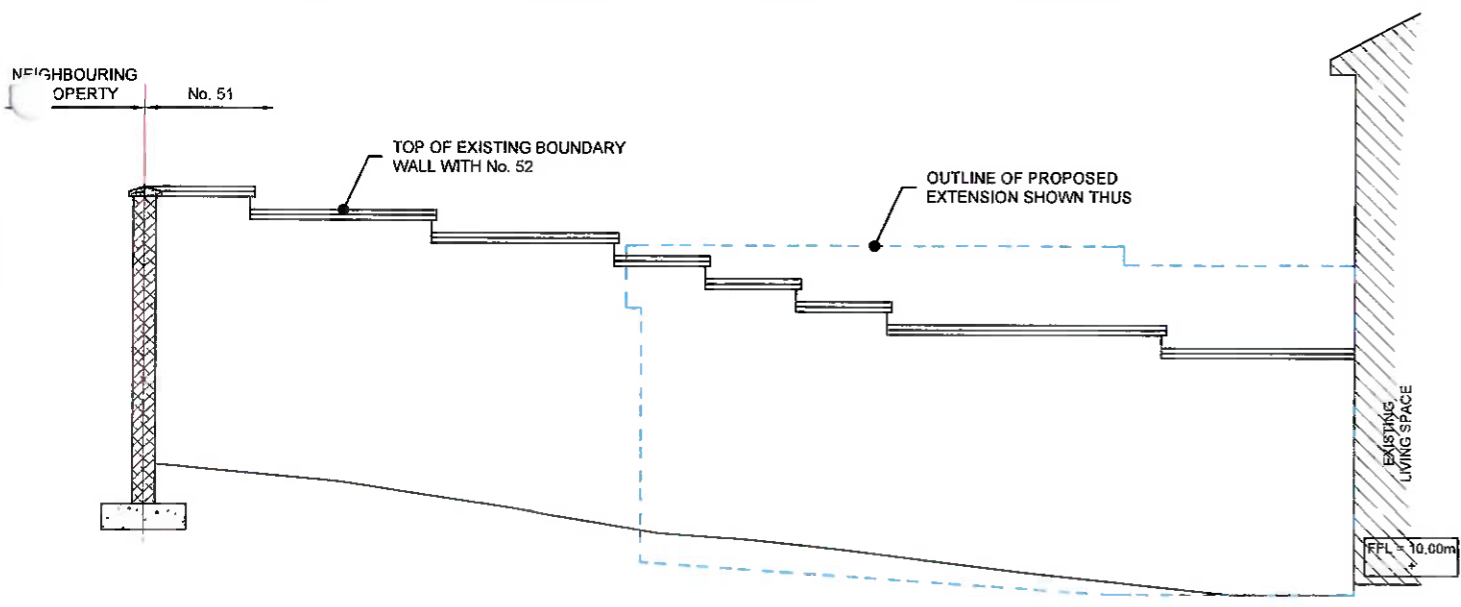 NEIGHBOURING
OPERTY
No. 51
TOP OF EXISTING BOUNDARY
WALL WITH No. 52
OUTLINE OF PROPOSED
EXTENSION SHOWN THUS
EXISTING
LIVING SPACE
FFL = 10.00m